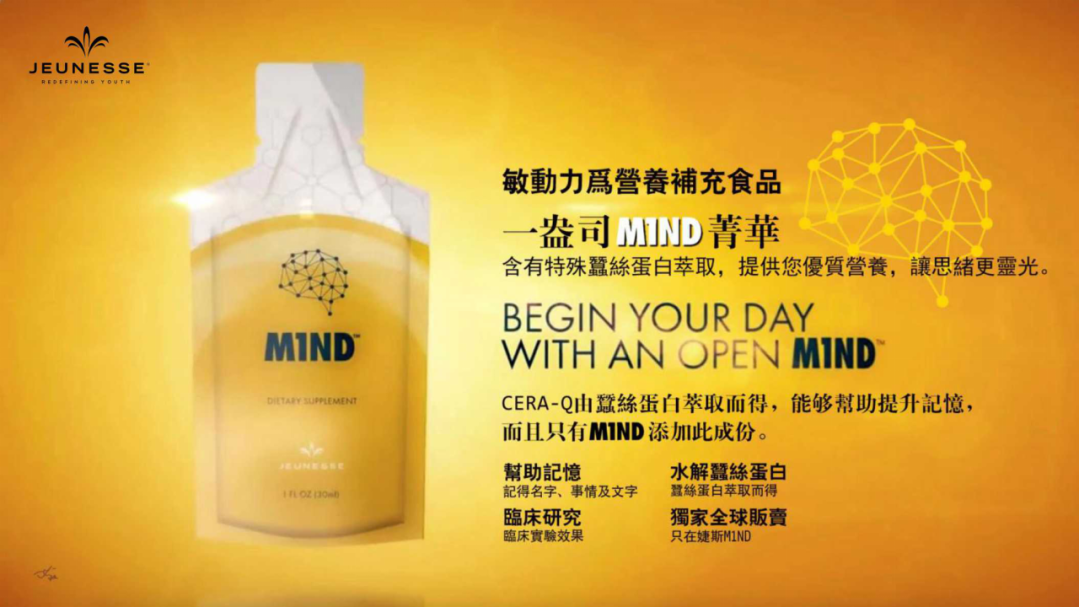 JEUNESSE
REDEFINING YOUTH
M1ND™
DIETARY SUPPLEMENT
JEUNESSE
1 FL OZ (30ml)
敏動力爲營養補充食品
一盎司M1ND菁華
含有特殊蠶絲蛋白萃取，提供您優質營養，讓思緒更靈光。
BEGIN YOUR DAY
WITH AN OPEN M1ND™
CERA-Q由蠶絲蛋白萃取而得，能够幫助提升記憶，
而且只有M1ND添加此成份。
幫助記憶
記得名字、事情及文字
水解蠶絲蛋白
蠶絲蛋白萃取而得
臨床研究
臨床實驗效果
獨家全球販賣
只在婕斯M1ND